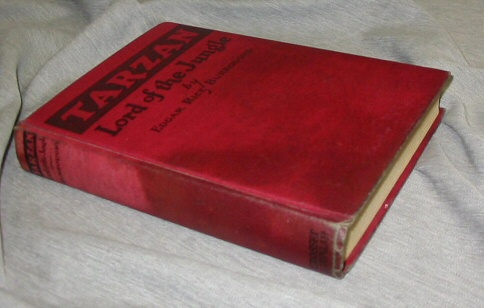 TARZAN
Lord of the Jungle
by
EDGAR RICE BURROUGHS
TARZAN